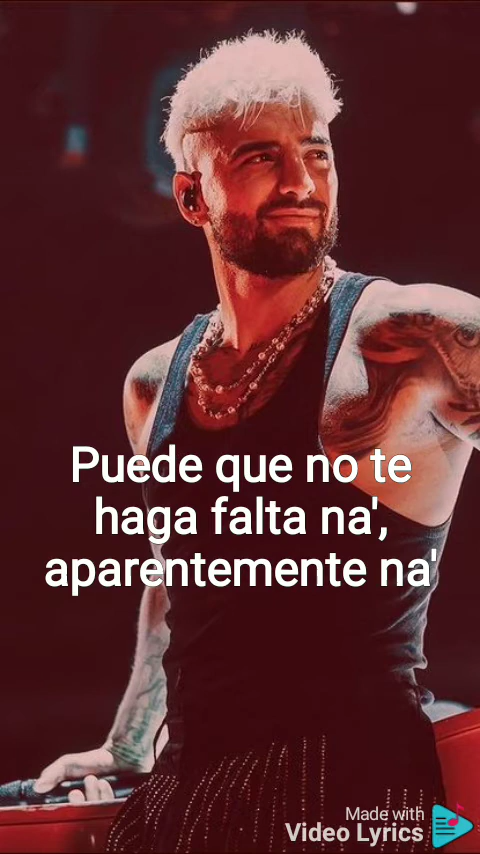 Puede que no te
haga falta na',
aparentemente na'
Made with
Video Lyrics